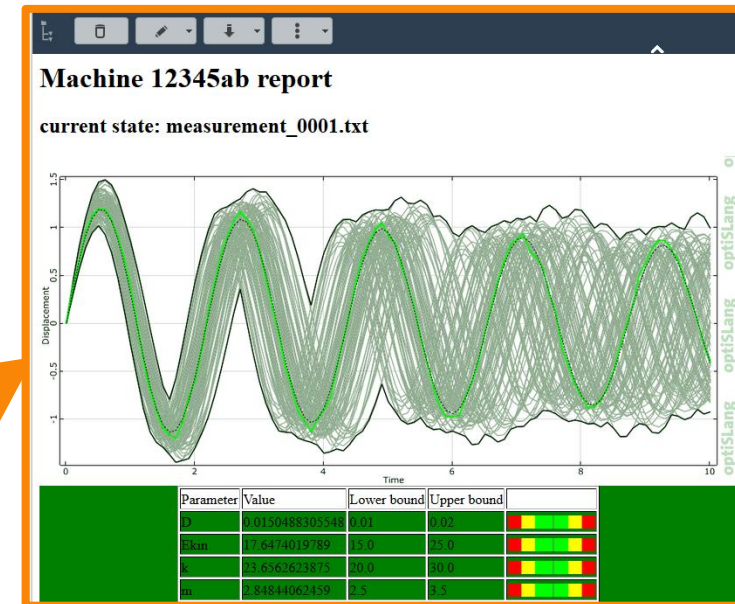 Machine 12345ab report
current state: measurement_0001.txt
1.5
1
0.5
0
-0.5
-1
Displacement
0 2 4 6 8 10
Time
optiSLang optiSLang optiSLang
Parameter Value Lower bound Upper bound
D 0.0150488305548 0.01 0.02
Ekin 17.6474019789 15.0 25.0
k 23.6562623875 20.0 30.0
m 2.84844062459 2.5 3.5